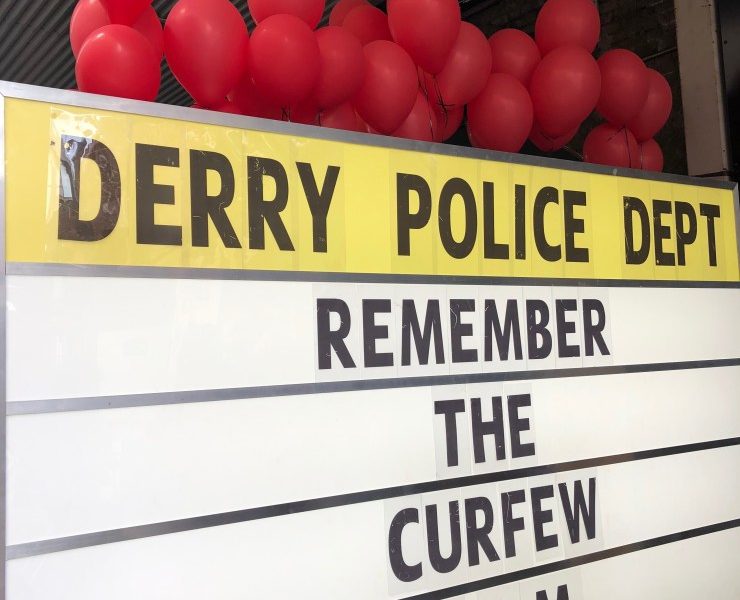 DERRY POLICE DEPT
REMEMBER
THE
CURFEW